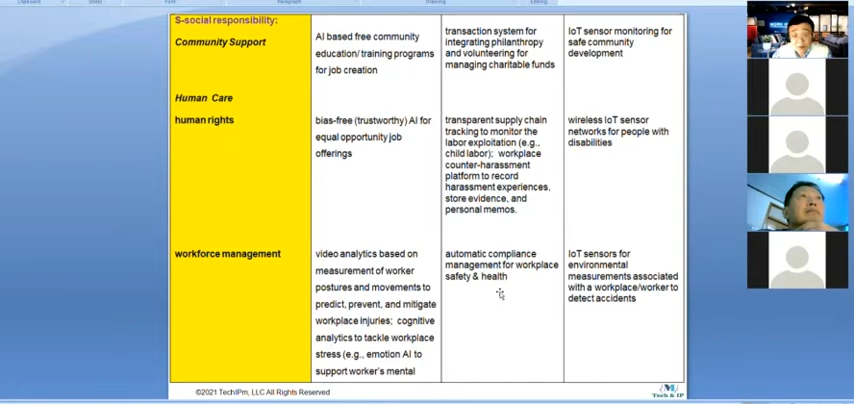 Clipboard
Slides
Font
Paragraph
Drawing
Editing
S-social responsibility:
Community Support
AI based free community
education/ training programs
for job creation
transaction system for
integrating philanthropy
and volunteering for
managing charitable funds
IoT sensor monitoring for
safe community
development
Human Care
human rights
bias-free (trustworthy) AI for
equal opportunity job
offerings
transparent supply chain
tracking to monitor the
labor exploitation (e.g.,
child labor); workplace
counter-harassment
platform to record
harassment experiences,
store evidence, and
personal memos.
wireless IoT sensor
networks for people with
disabilities
workforce management
video analytics based on
measurement of worker
postures and movements to
predict, prevent, and mitigate
workplace injuries; cognitive
analytics to tackle workplace
stress (e.g., emotion AI to
support worker's mental
automatic compliance
management for workplace
safety & health
IoT sensors for
environmental
measurements associated
with a workplace/worker to
detect accidents
©2021 TechIPm, LLC All Rights Reserved
Tech & IP